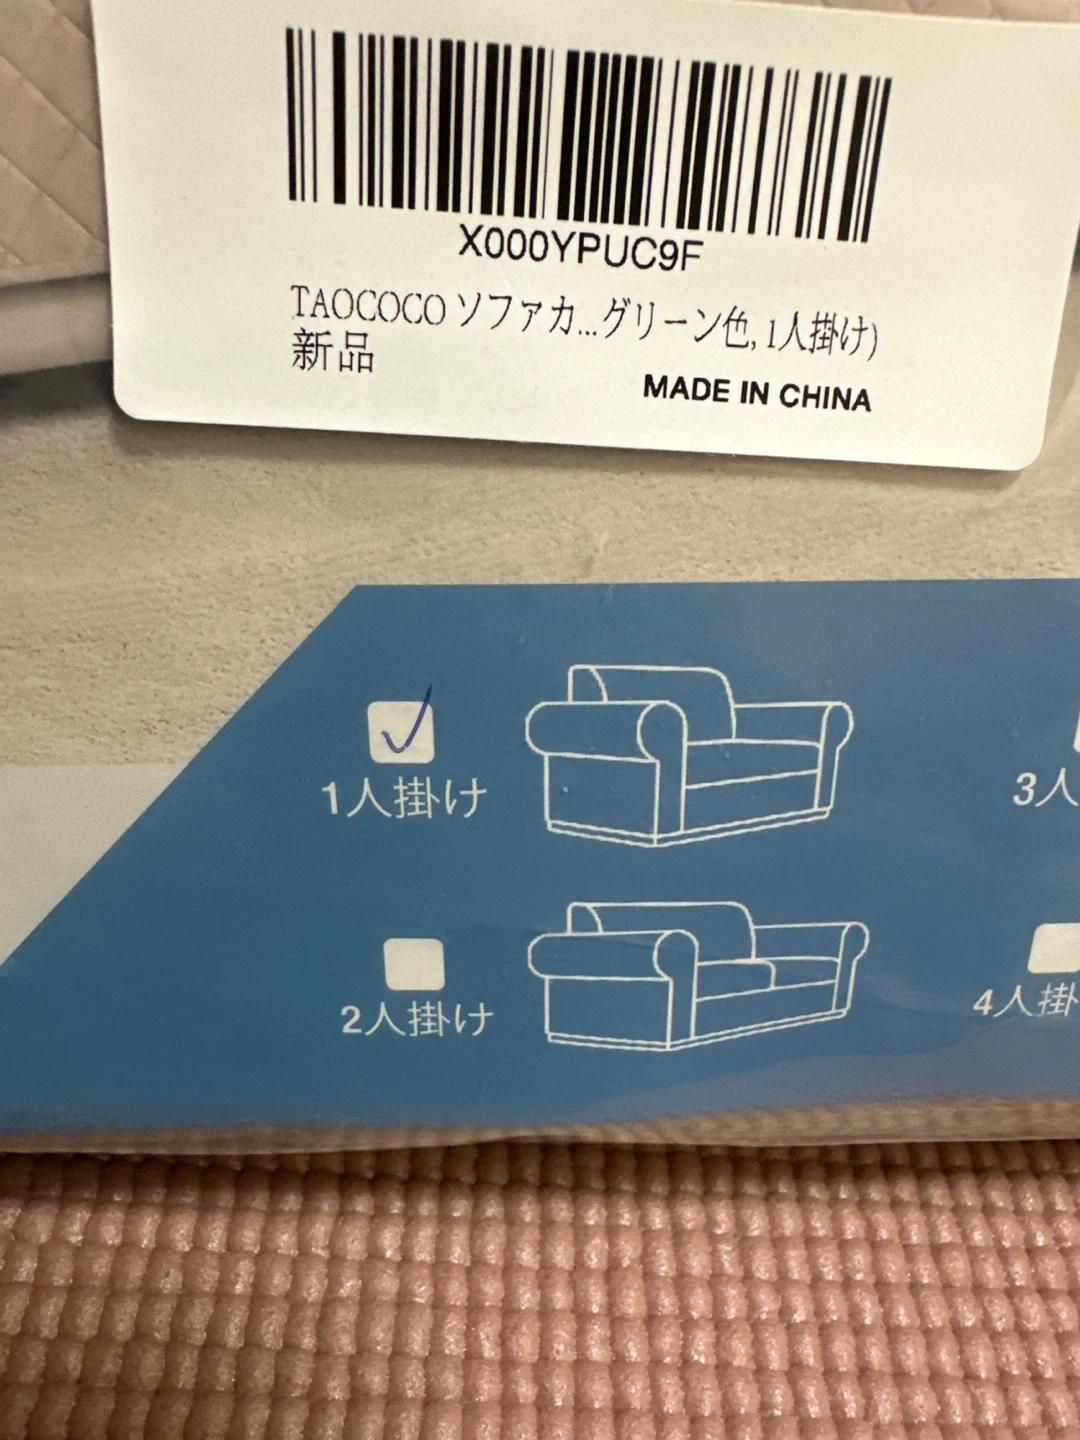 X000YPUC9F
TAOCOCO ソファカ...グリーン色, 1人掛け)
新品
MADE IN CHINA
1人掛け
3人
2人掛け
4人掛